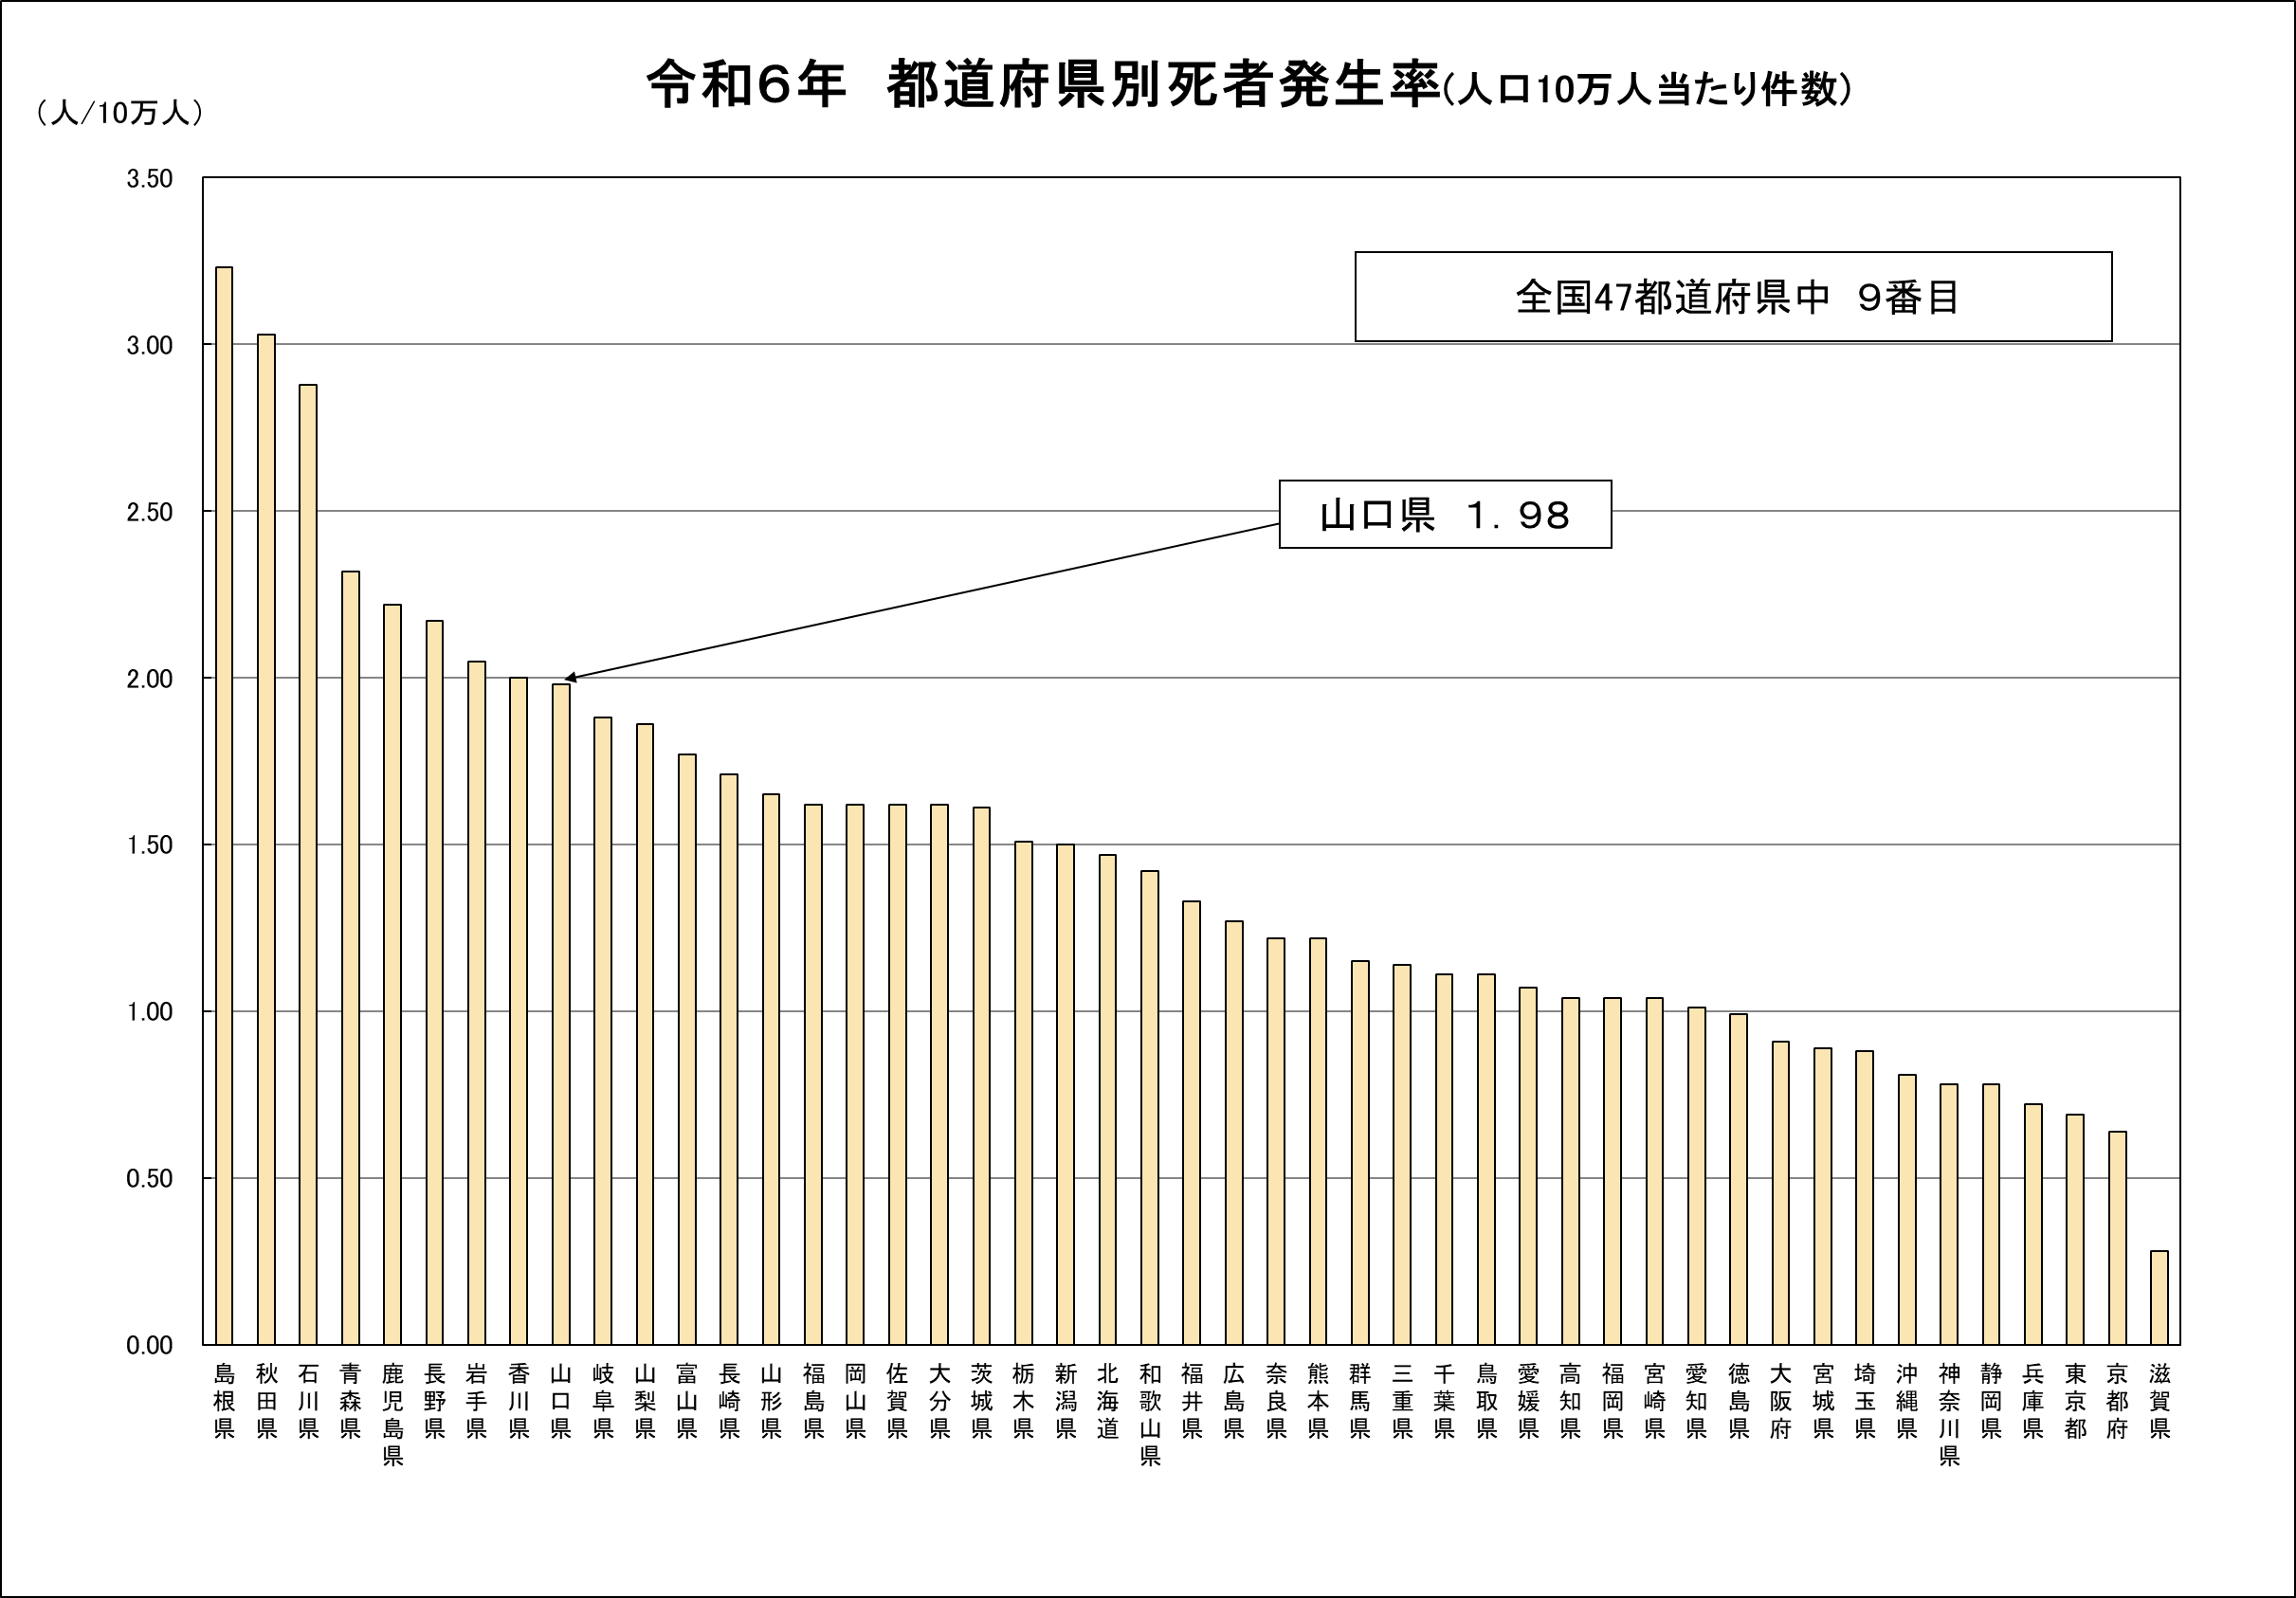 令和6年　都道府県別死者発生率(人口10万人当たり件数)
(人/10万人)
3.50
3.00
2.50
2.00
1.50
1.00
0.50
0.00
全国47都道府県中　9番目
山口県　1．98
島根県
秋田県
石川県
青森県
鹿児島県
長野県
岩手県
香川県
山口県
岐阜県
山梨県
富山県
長崎県
山形県
福島県
岡山県
佐賀県
大分県
茨城県
栃木県
新潟県
北海道
和歌山県
福井県
広島県
奈良県
熊本県
群馬県
三重県
千葉県
鳥取県
愛媛県
高知県
福岡県
宮崎県
愛知県
徳島県
大阪府
宮城県
埼玉県
沖縄県
神奈川県
静岡県
兵庫県
東京都
京都府
滋賀県